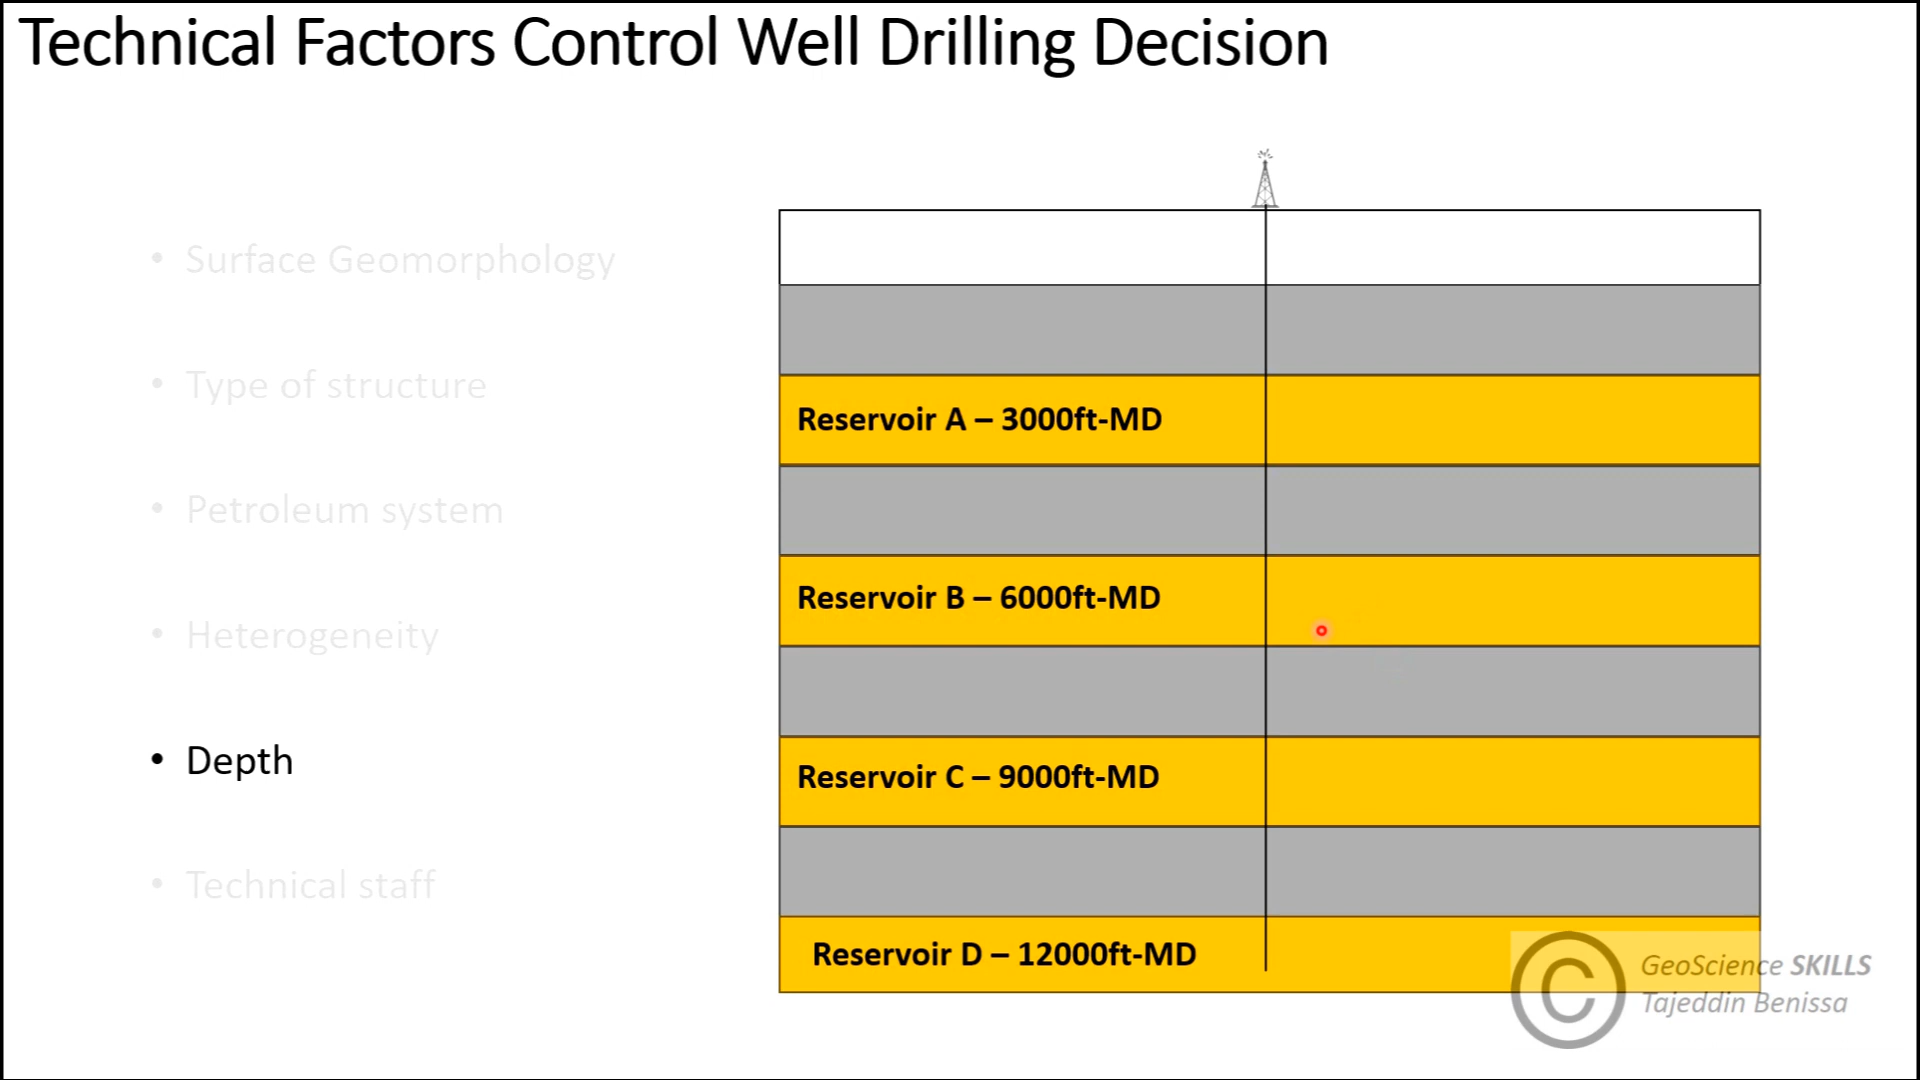 Technical Factors Control Well Drilling Decision
• Surface Geomorphology
• Type of structure
• Petroleum system
• Heterogeneity
• Depth
• Technical staff
Reservoir A – 3000ft-MD
Reservoir B – 6000ft-MD
Reservoir C – 9000ft-MD
Reservoir D – 12000ft-MD
© GeoScience SKILLS
Tajeddin Benissa